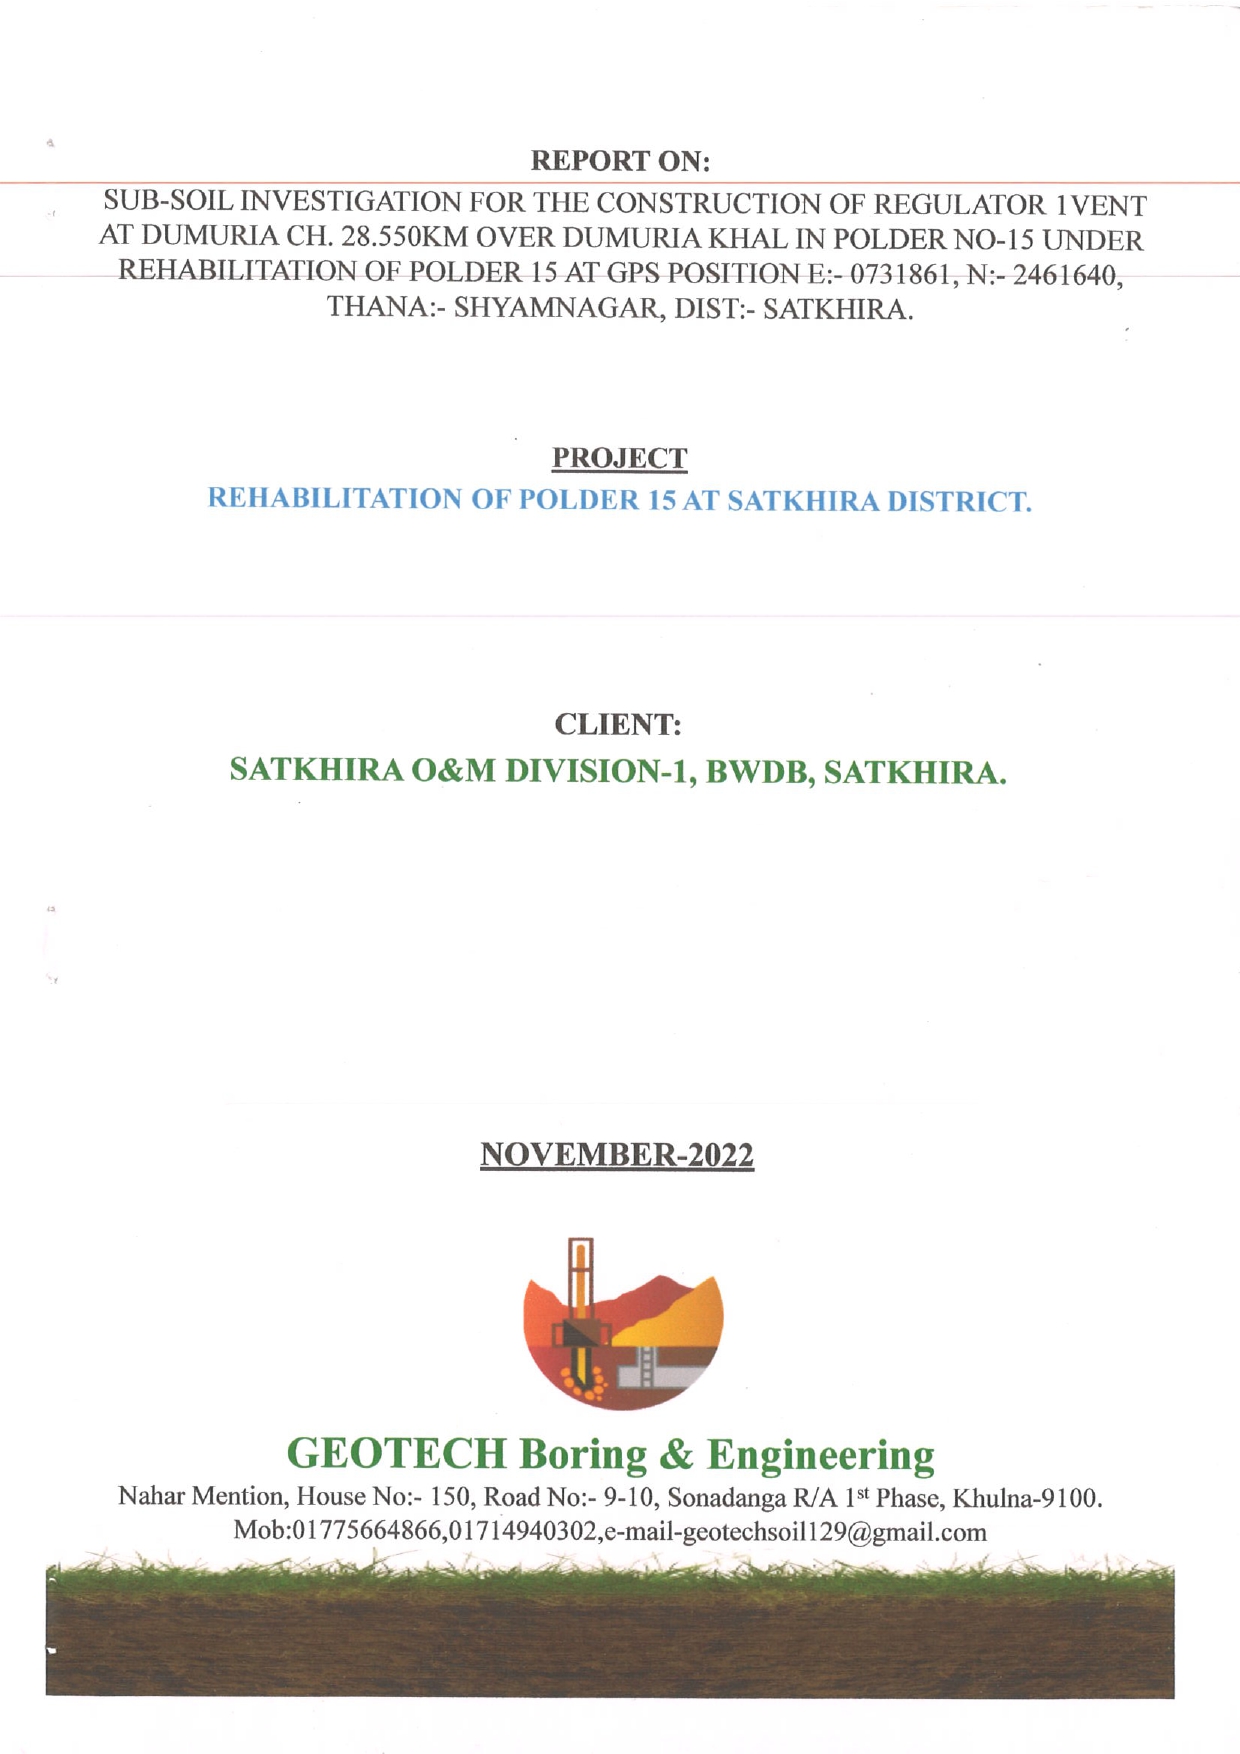 REPORT ON:
SUB-SOIL INVESTIGATION FOR THE CONSTRUCTION OF REGULATOR 1VENT
AT DUMURIA CH. 28.550KM OVER DUMURIA KHAL IN POLDER NO-15 UNDER
REHABILITATION OF POLDER 15 AT GPS POSITION E:- 0731861, N:- 2461640,
THANA:- SHYAMNAGAR, DIST:- SATKHIRA.
PROJECT
REHABILITATION OF POLDER 15 AT SATKHIRA DISTRICT.
CLIENT:
SATKHIRA O&M DIVISION-1, BWDB, SATKHIRA.
NOVEMBER-2022
GEOTECH Boring & Engineering
Nahar Mention, House No:- 150, Road No:- 9-10, Sonadanga R/A 1st Phase, Khulna-9100.
Mob:01775664866,01714940302,e-mail-geotechsoil129@gmail.com